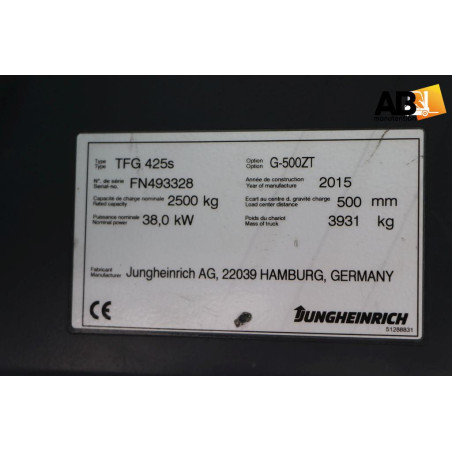 AB
Type
Type TFG 425s
Option
Option G-500ZT
N°. de série
Serial no. FN493328
Année de construction
Year of manufacture 2015
Capacité de charge nominale
Rated capacity 2500 kg
Ecart au centre d. gravité charge
Load center distance 500 mm
Puissance nominale
Nominal power 38,0 kW
Poids du chariot
Mass of truck 3931 kg
Fabricant
Manufacturer Jungheinrich AG, 22039 HAMBURG, GERMANY
CE
JUNGHEINRICH
51288831